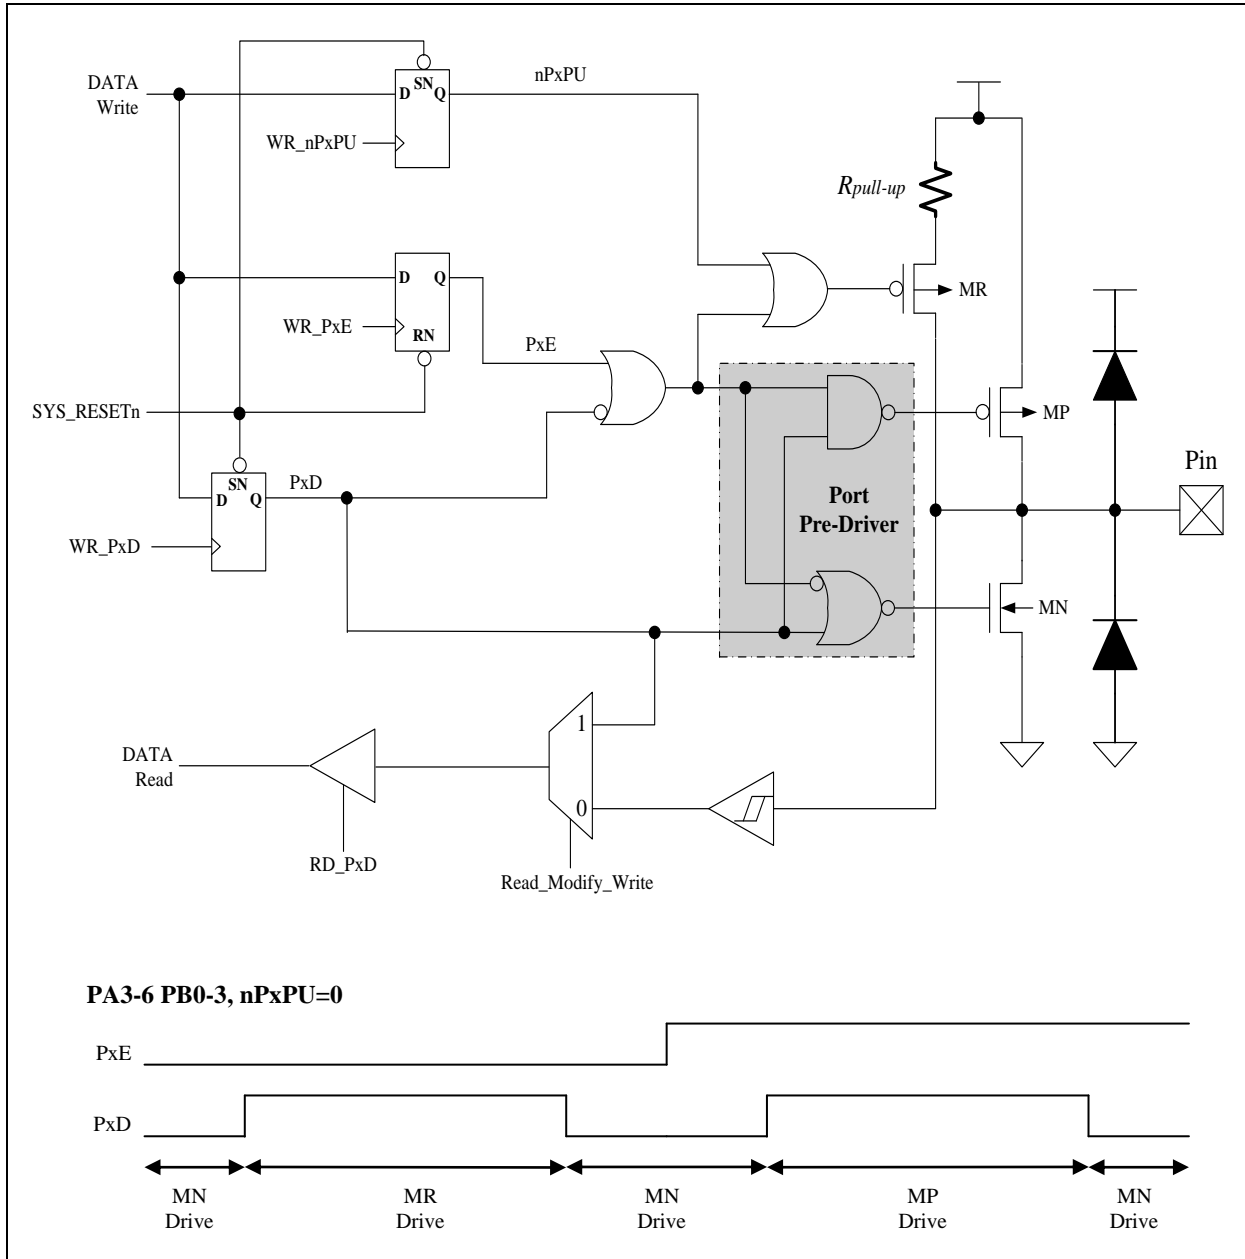 DATA
Write
SN
D
Q
nPxPU
WR_nPxPU
Rpull-up
D
Q
MR
WR_PxE
RN
PxE
SYS_RESETn
MP
SN
D
Q
PxD
Pin
Port
Pre-Driver
WR_PxD
MN
1
DATA
Read
0
RD_PxD
Read_Modify_Write
PA3-6 PB0-3, nPxPU=0
PxE
PxD
MN
Drive
MR
Drive
MN
Drive
MP
Drive
MN
Drive